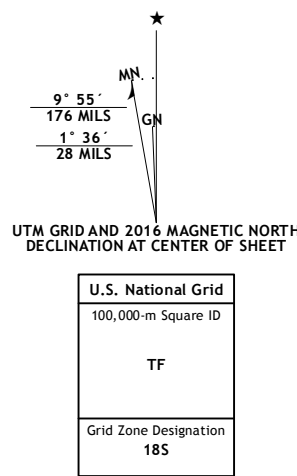 MN
9° 55´
176 MILS
GN
1° 36´
28 MILS
UTM GRID AND 2016 MAGNETIC NORTH
DECLINATION AT CENTER OF SHEET
U.S. National Grid
100,000-m Square ID
TF
Grid Zone Designation
18S